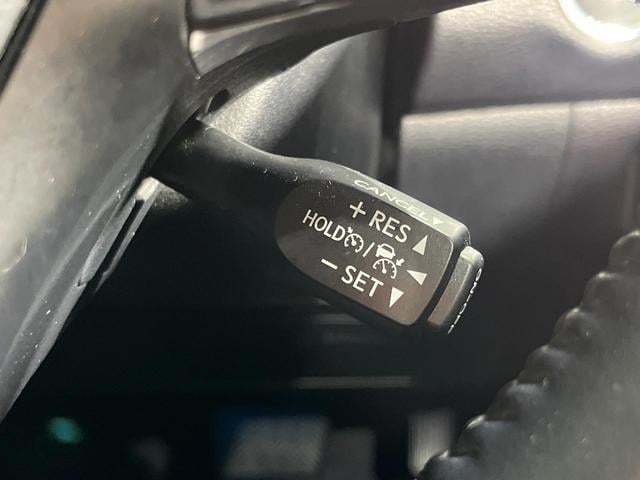 CANCEL
+ RES
HOLD /
− SET